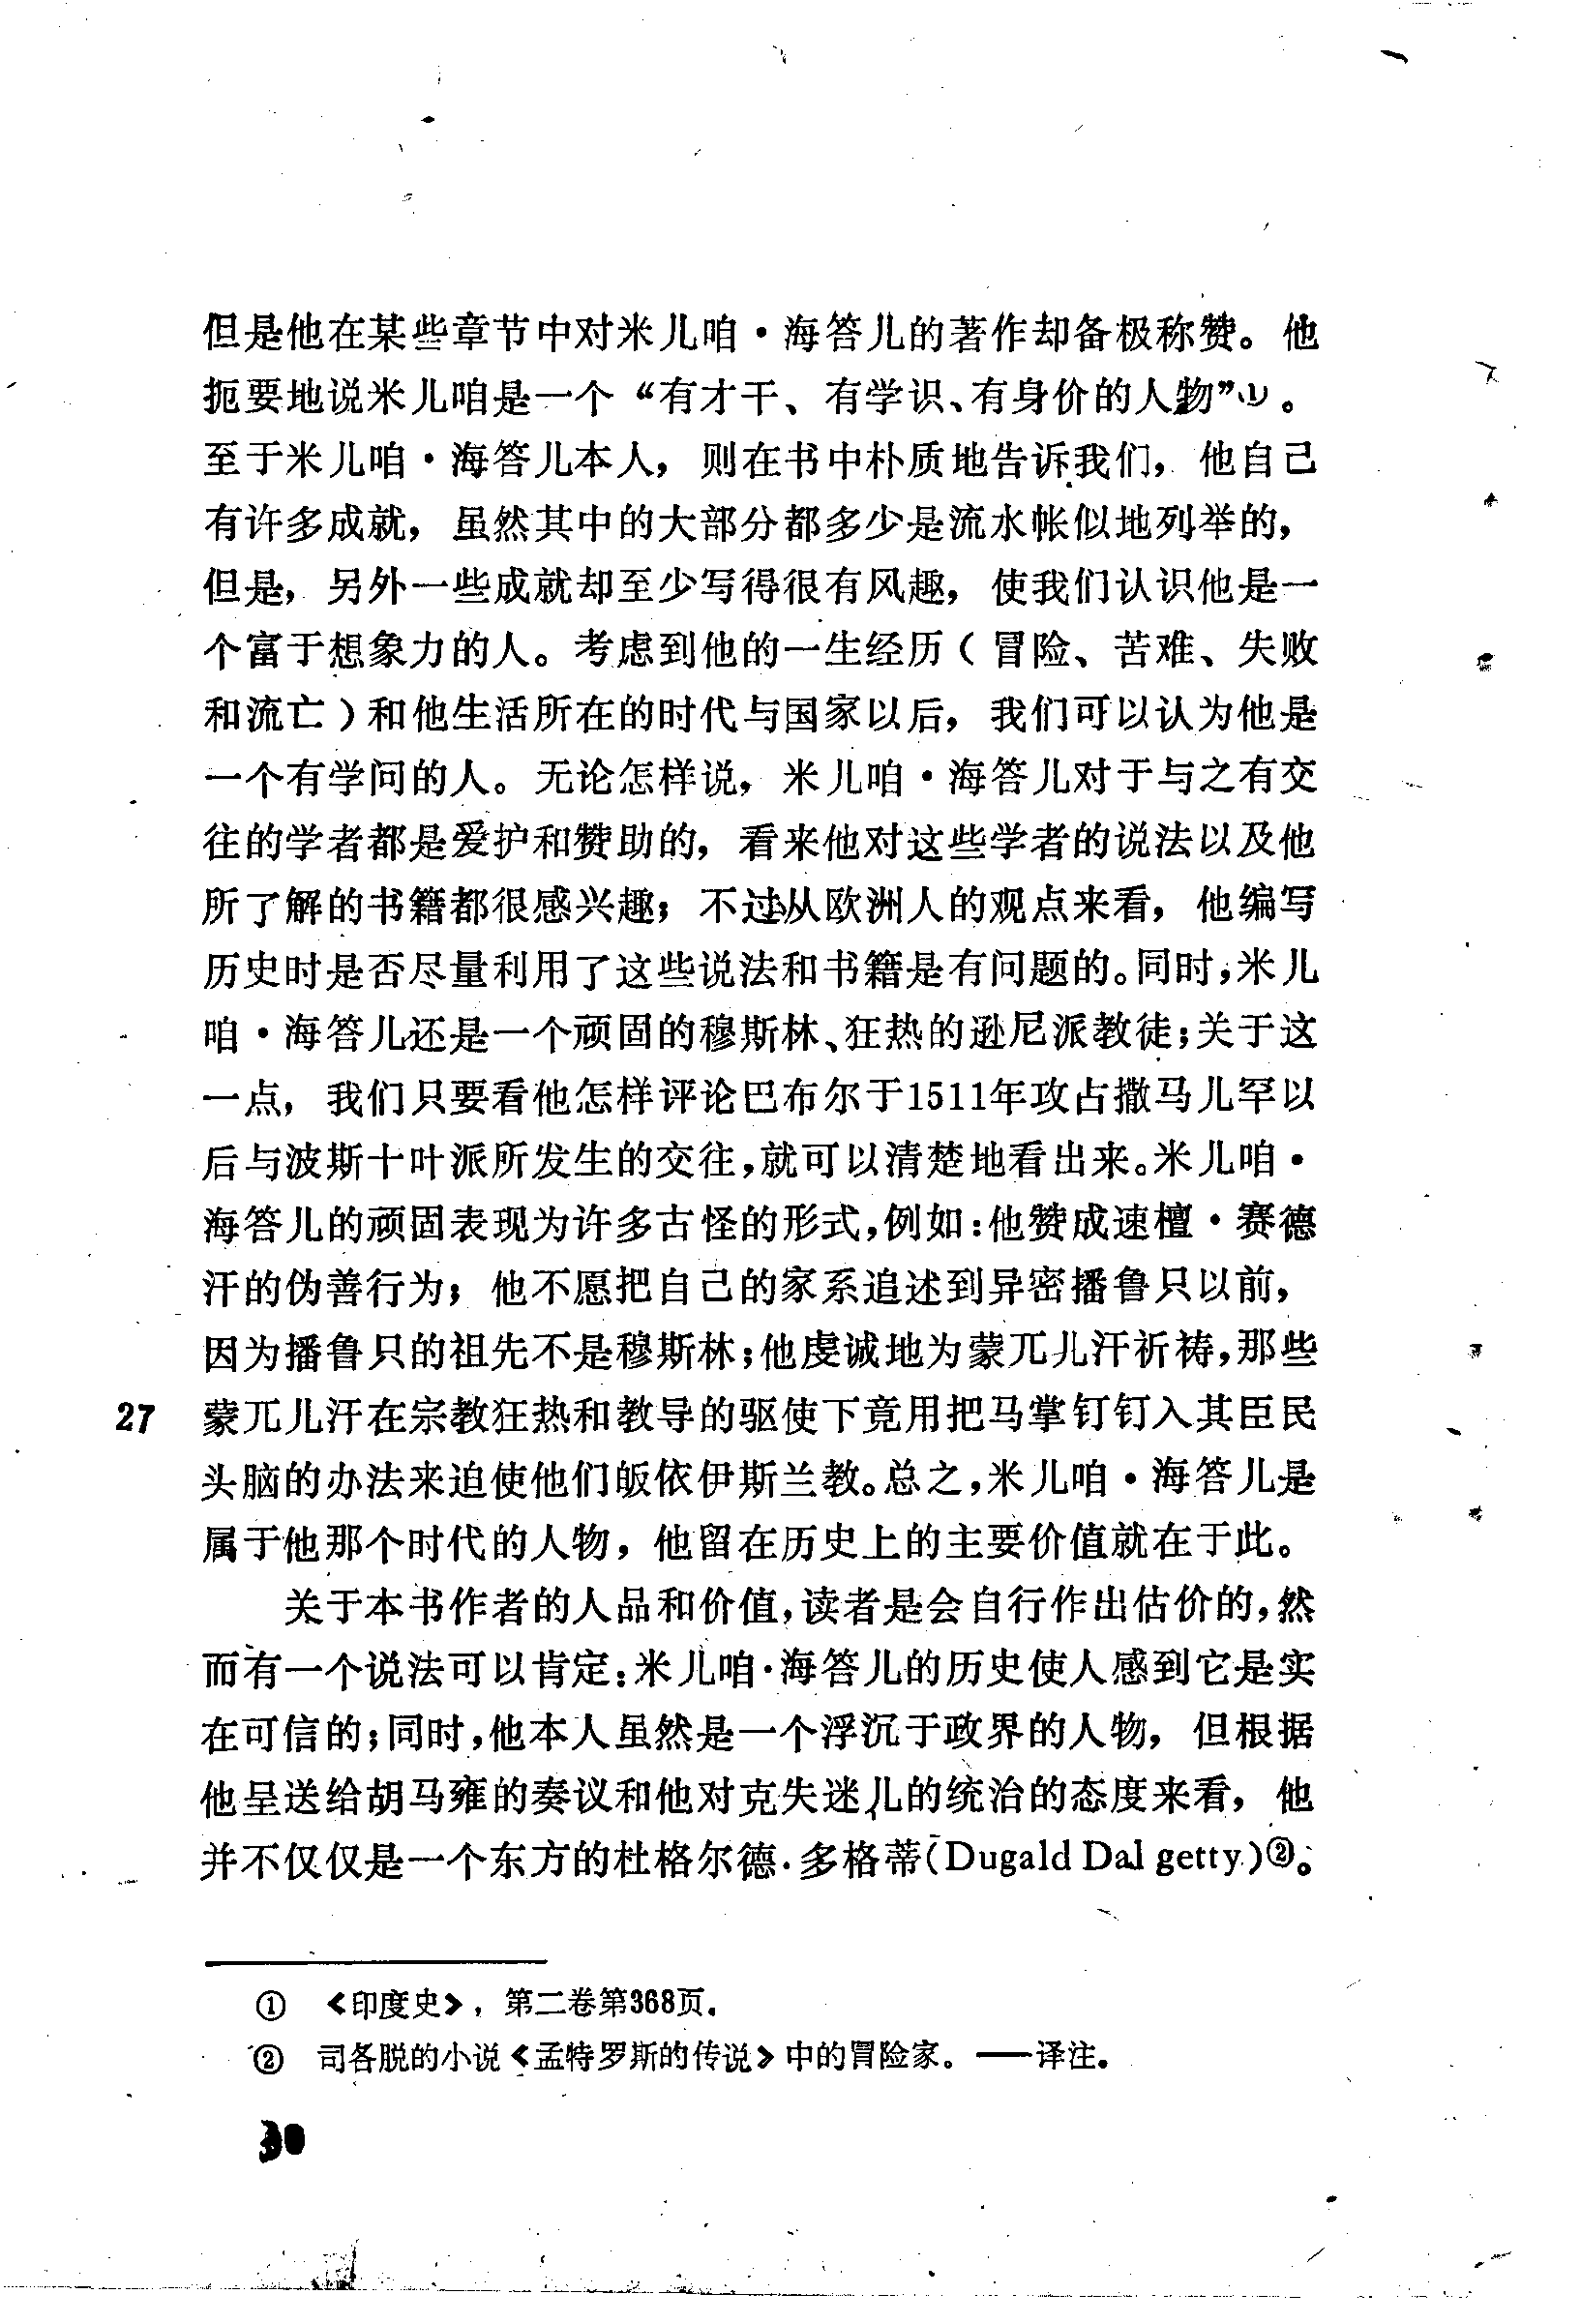 但是他在某些章节中对米儿咱·海答儿的著作却备极称赞。他
扼要地说米儿咱是一个“有才干、有学识、有身价的人物”①。
至于米儿咱·海答儿本人，则在书中朴质地告诉我们，他自己
有许多成就，虽然其中的大部分都多少是流水帐似地列举的，
但是，另外一些成就却至少写得很有风趣，使我们认识他是一
个富于想象力的人。考虑到他的一生经历（冒险、苦难、失败
和流亡）和他生活所在的时代与国家以后，我们可以认为他是
一个有学问的人。无论怎样说，米儿咱·海答儿对于与之有交
往的学者都是爱护和赞助的，看来他对这些学者的说法以及他
所了解的书籍都很感兴趣；不过从欧洲人的观点来看，他编写
历史时是否尽量利用了这些说法和书籍是有问题的。同时，米儿
咱·海答儿还是一个顽固的穆斯林、狂热的逊尼派教徒；关于这
一点，我们只要看他怎样评论巴布尔于1511年攻占撒马儿罕以
后与波斯十叶派所发生的交往，就可以清楚地看出来。米儿咱·
海答儿的顽固表现为许多古怪的形式，例如：他赞成速檀·赛德
汗的伪善行为；他不愿把自己的家系追述到异密播鲁只以前，
因为播鲁只的祖先不是穆斯林；他虔诚地为蒙兀儿汗祈祷，那些
27 蒙兀儿汗在宗教狂热和教导的驱使下竟用把马掌钉钉入其臣民
头脑的办法来迫使他们皈依伊斯兰教。总之，米儿咱·海答儿是
属于他那个时代的人物，他留在历史上的主要价值就在于此。
关于本书作者的人品和价值，读者是会自行作出估价的，然
而有一个说法可以肯定：米儿咱·海答儿的历史使人感到它是实
在可信的；同时，他本人虽然是一个浮沉于政界的人物，但根据
他呈送给胡马雍的奏议和他对克失迷儿的统治的态度来看，他
并不仅仅是一个东方的杜格尔德·多格蒂（Dugald Dal getty）②。
① 《印度史》，第二卷第368页。
② 司各脱的小说《孟特罗斯的传说》中的冒险家。——译注。
30